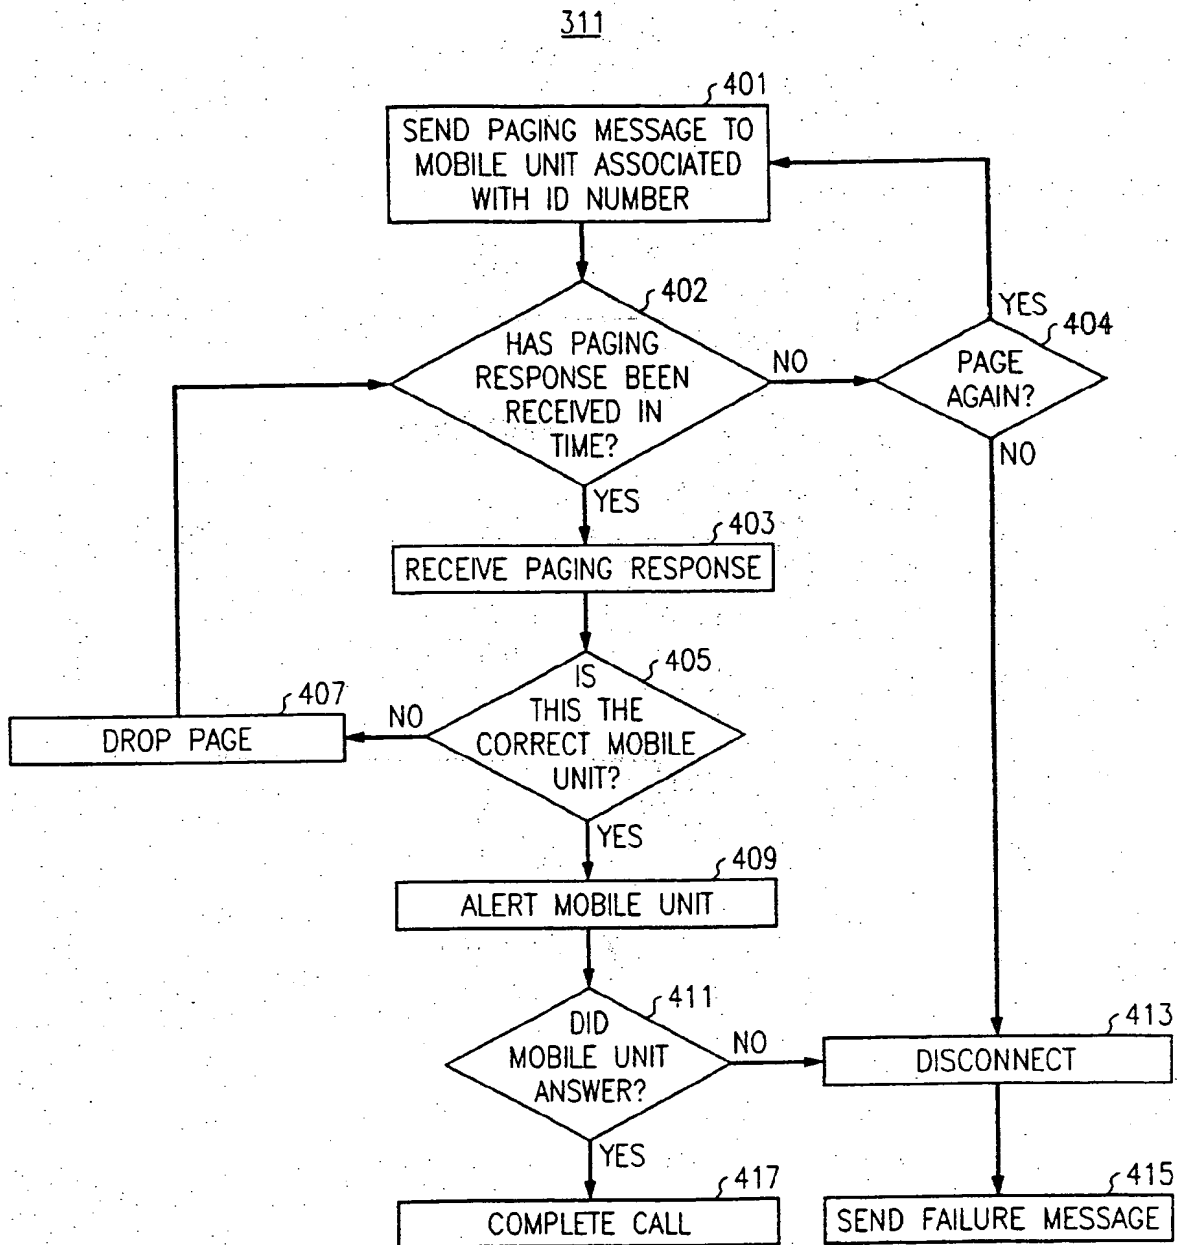 311
401
SEND PAGING MESSAGE TO
MOBILE UNIT ASSOCIATED
WITH ID NUMBER
402
HAS PAGING
RESPONSE BEEN
RECEIVED IN
TIME?
NO
YES
404
PAGE
AGAIN?
YES
NO
403
RECEIVE PAGING RESPONSE
405
IS
THIS THE
CORRECT MOBILE
UNIT?
NO
407
DROP PAGE
YES
409
ALERT MOBILE UNIT
411
DID
MOBILE UNIT
ANSWER?
NO
413
DISCONNECT
YES
417
COMPLETE CALL
415
SEND FAILURE MESSAGE